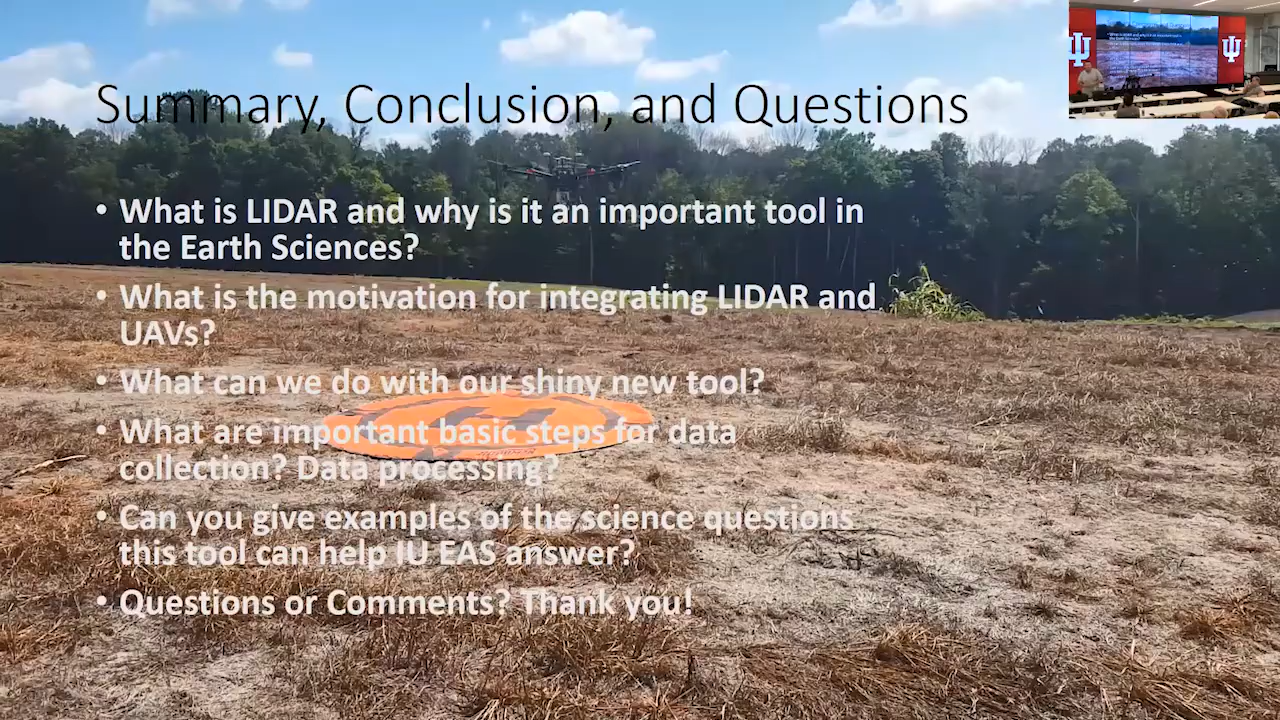 Summary, Conclusion, and Questions
• What is LIDAR and why is it an important tool in
the Earth Sciences?
• What is the motivation for integrating LIDAR and
UAVs?
• What can we do with our shiny new tool?
• What are important basic steps for data
collection? Data processing?
• Can you give examples of the science questions
this tool can help IU EAS answer?
• Questions or Comments? Thank you!
H